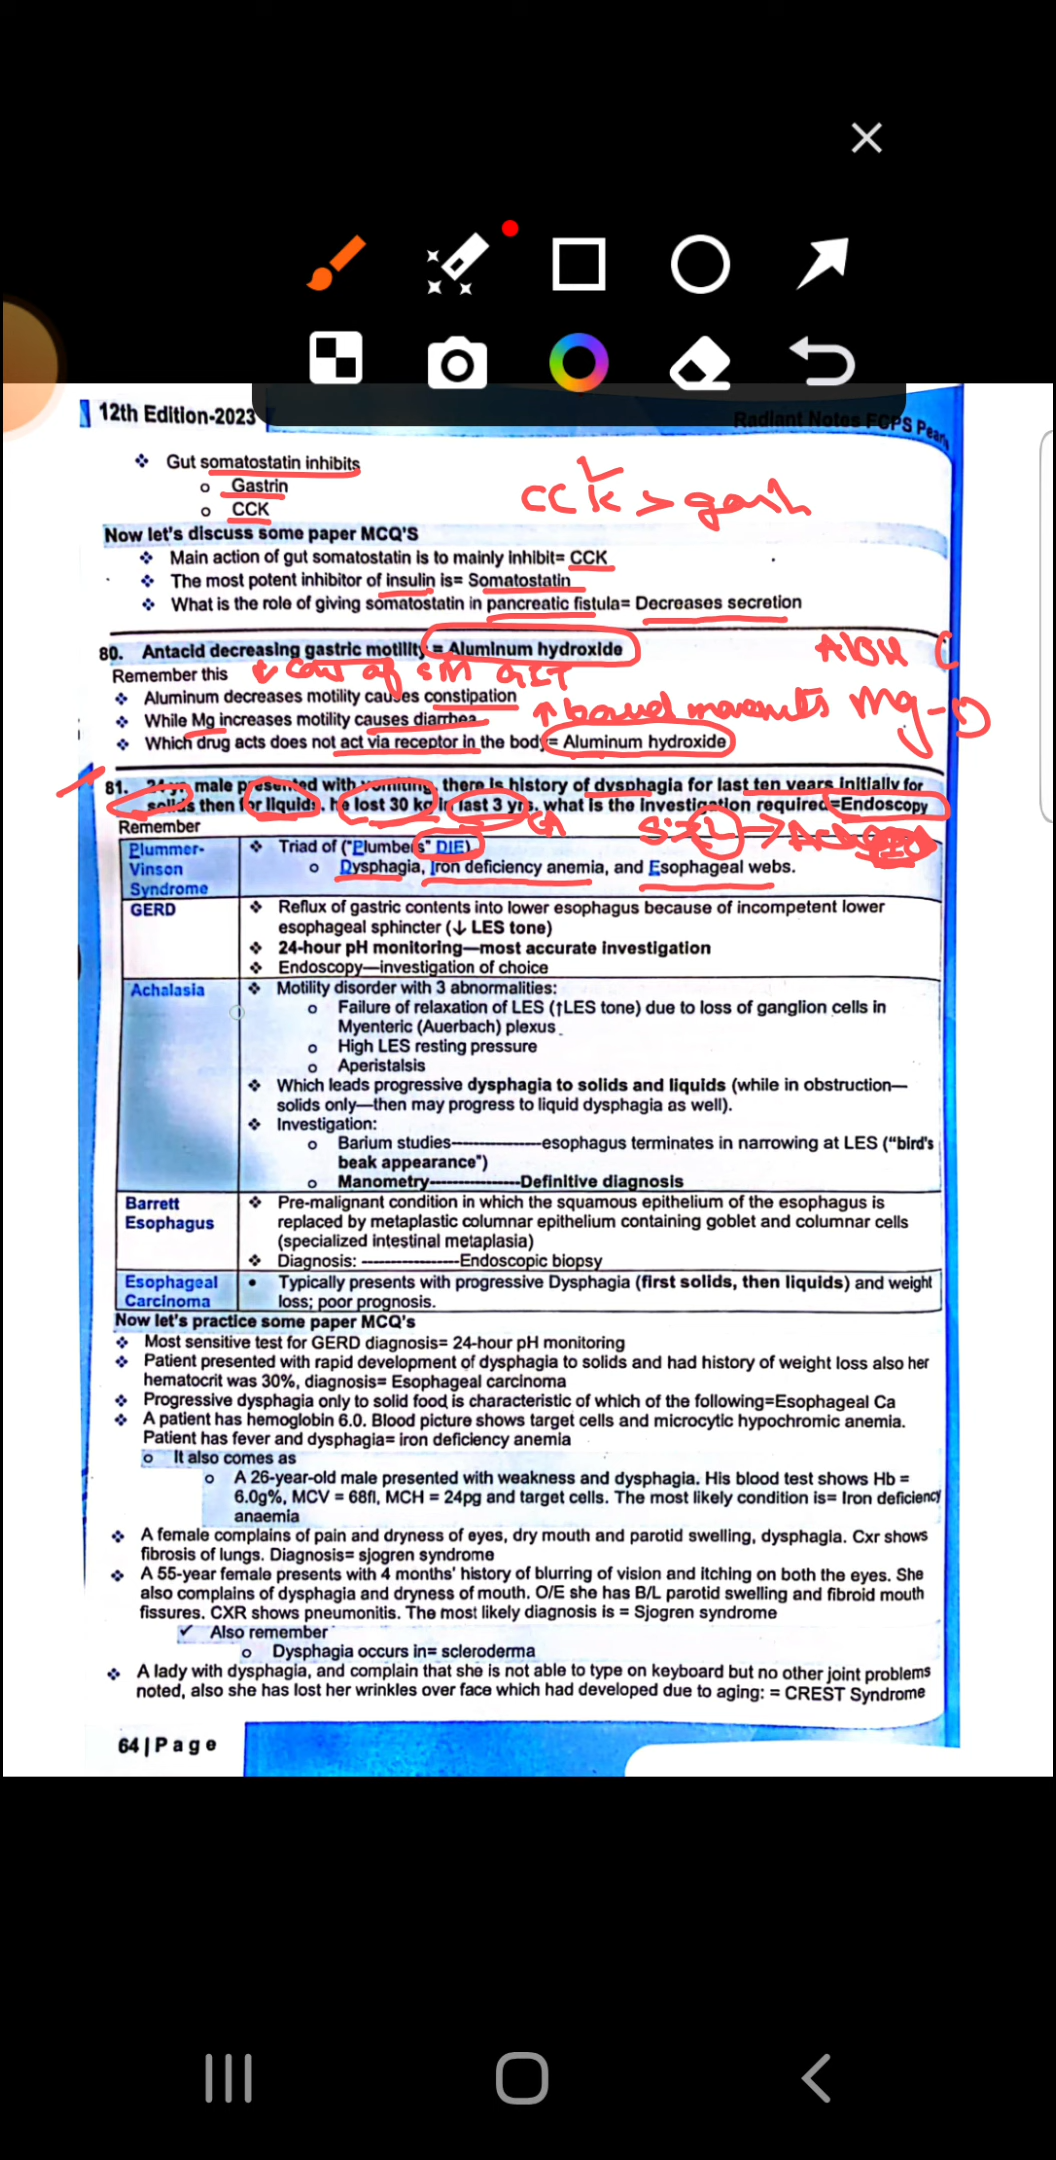 12th Edition-2023
Radiant Notes FCPS Pearls
❖ Gut somatostatin inhibits
o Gastrin
o CCK
CCK >
Now let's discuss some paper MCQ'S
❖ Main action of gut somatostatin is to mainly inhibit= CCK
❖ The most potent inhibitor of insulin is= Somatostatin
❖ What is the role of giving somatostatin in pancreatic fistula= Decreases secretion
80. Antacid decreasing gastric motility = Aluminum hydroxide
Remember this
❖ Aluminum decreases motility causes constipation
❖ While Mg increases motility causes diarrhea
Mg-D
❖ Which drug acts does not act via receptor in the body= Aluminum hydroxide
81. 24 yr male presented with vomiting, there is history of dysphagia for last ten years initially for
solids then for liquids. he lost 30 kg in last 3 yrs. what is the investigation required=Endoscopy
Remember
Plummer-
Vinson
Syndrome
❖ Triad of ("Plumbers" DIE)
o Dysphagia, Iron deficiency anemia, and Esophageal webs.
GERD
❖ Reflux of gastric contents into lower esophagus because of incompetent lower
esophageal sphincter (↓ LES tone)
❖ 24-hour pH monitoring—most accurate investigation
❖ Endoscopy—investigation of choice
Achalasia
❖ Motility disorder with 3 abnormalities:
o Failure of relaxation of LES (↑LES tone) due to loss of ganglion cells in
Myenteric (Auerbach) plexus
o High LES resting pressure
o Aperistalsis
❖ Which leads progressive dysphagia to solids and liquids (while in obstruction—
solids only—then may progress to liquid dysphagia as well).
❖ Investigation:
o Barium studies---------------esophagus terminates in narrowing at LES ("bird's
beak appearance")
o Manometry---------------Definitive diagnosis
Barrett
Esophagus
❖ Pre-malignant condition in which the squamous epithelium of the esophagus is
replaced by metaplastic columnar epithelium containing goblet and columnar cells
(specialized intestinal metaplasia)
❖ Diagnosis: ----------------Endoscopic biopsy
Esophageal
Carcinoma
• Typically presents with progressive Dysphagia (first solids, then liquids) and weight
loss; poor prognosis.
Now let's practice some paper MCQ's
❖ Most sensitive test for GERD diagnosis= 24-hour pH monitoring
❖ Patient presented with rapid development of dysphagia to solids and had history of weight loss also her
hematocrit was 30%, diagnosis= Esophageal carcinoma
❖ Progressive dysphagia only to solid food is characteristic of which of the following=Esophageal Ca
❖ A patient has hemoglobin 6.0. Blood picture shows target cells and microcytic hypochromic anemia.
Patient has fever and dysphagia= iron deficiency anemia
o It also comes as
o A 26-year-old male presented with weakness and dysphagia. His blood test shows Hb =
6.0g%, MCV = 68fl, MCH = 24pg and target cells. The most likely condition is= Iron deficiency
anaemia
❖ A female complains of pain and dryness of eyes, dry mouth and parotid swelling, dysphagia. Cxr shows
fibrosis of lungs. Diagnosis= sjogren syndrome
❖ A 55-year female presents with 4 months' history of blurring of vision and itching on both the eyes. She
also complains of dysphagia and dryness of mouth. O/E she has B/L parotid swelling and fibroid mouth
fissures. CXR shows pneumonitis. The most likely diagnosis is = Sjogren syndrome
✓ Also remember
o Dysphagia occurs in= scleroderma
❖ A lady with dysphagia, and complain that she is not able to type on keyboard but no other joint problems
noted, also she has lost her wrinkles over face which had developed due to aging: = CREST Syndrome
64 | P a g e